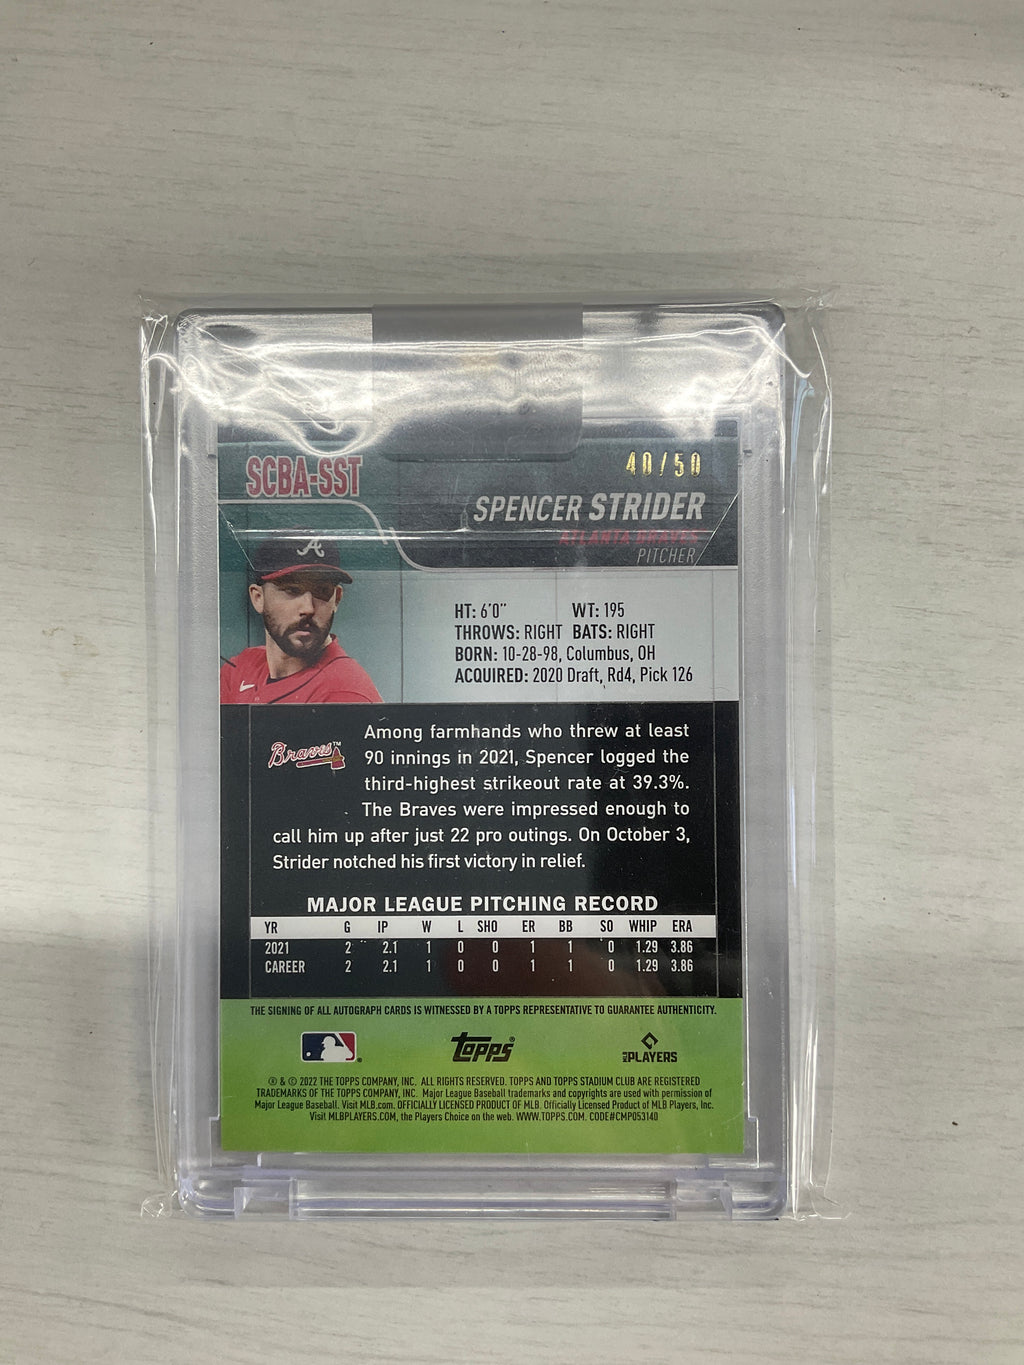 SCBA-SST
40/50
SPENCER STRIDER
ATLANTA BRAVES
PITCHER
A
HT: 6'0" WT: 195
THROWS: RIGHT BATS: RIGHT
BORN: 10-28-98, Columbus, OH
ACQUIRED: 2020 Draft, Rd4, Pick 126
Braves™
Among farmhands who threw at least
90 innings in 2021, Spencer logged the
third-highest strikeout rate at 39.3%.
The Braves were impressed enough to
call him up after just 22 pro outings. On October 3,
Strider notched his first victory in relief.
MAJOR LEAGUE PITCHING RECORD
YR G IP W L SHO ER BB SO WHIP ERA
2021 2 2.1 1 0 0 1 1 0 1.29 3.86
CAREER 2 2.1 1 0 0 1 1 0 1.29 3.86
THE SIGNING OF ALL AUTOGRAPH CARDS IS WITNESSED BY A TOPPS REPRESENTATIVE TO GUARANTEE AUTHENTICITY.
topps®
MLB PLAYERS
® & © 2022 THE TOPPS COMPANY, INC. ALL RIGHTS RESERVED. TOPPS AND TOPPS STADIUM CLUB ARE REGISTERED
TRADEMARKS OF THE TOPPS COMPANY, INC. Major League Baseball trademarks and copyrights are used with permission of
Major League Baseball. Visit MLB.com. OFFICIALLY LICENSED PRODUCT OF MLB. Officially Licensed Product of MLB Players, Inc.
Visit MLBPLAYERS.COM, the Players Choice on the web. WWW.TOPPS.COM. CODE#CMP053140